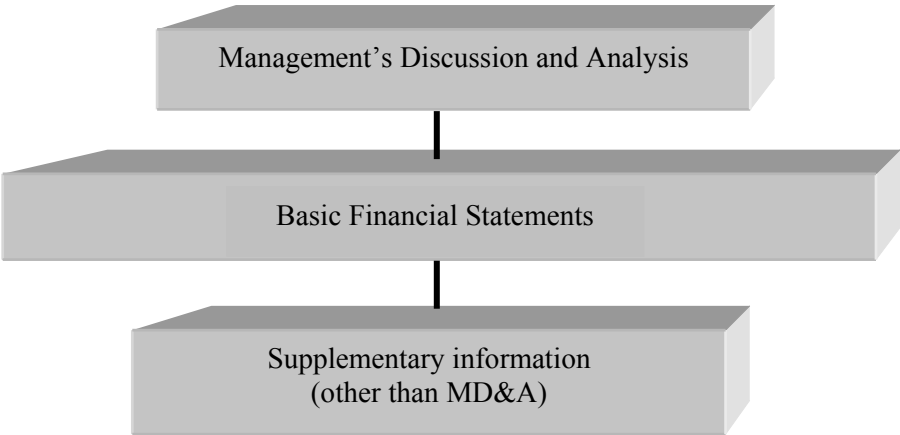 Management’s Discussion and Analysis
Basic Financial Statements
Supplementary information
(other than MD&A)